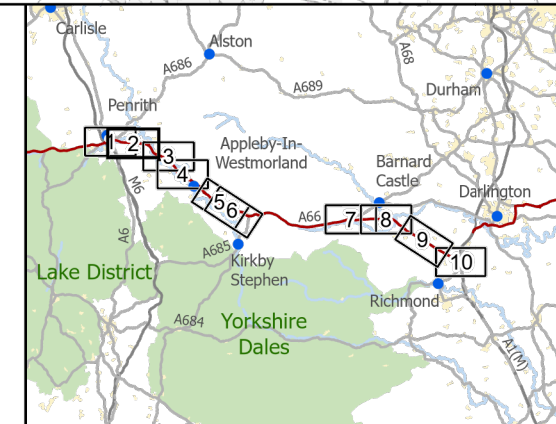 Carlisle
Alston
A686
A68
A689
Durham
Penrith
1
2
3
4
Appleby-In-
Westmorland
Barnard
Castle
Darlington
M6
5
6
A66
7
8
9
10
A6
A685
Kirkby
Stephen
Lake District
Richmond
A684
Yorkshire
Dales
A1(M)